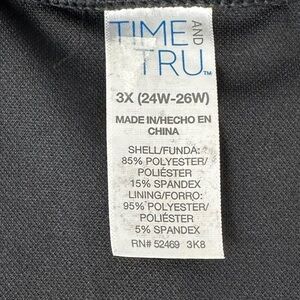 TIME AND
TRU™
3X (24W-26W)
MADE IN/HECHO EN
CHINA
SHELL/FUNDA:
85% POLYESTER/
POLIÉSTER
15% SPANDEX
LINING/FORRO:
95% POLYESTER/
POLIÉSTER
5% SPANDEX
RN# 52469 3K8